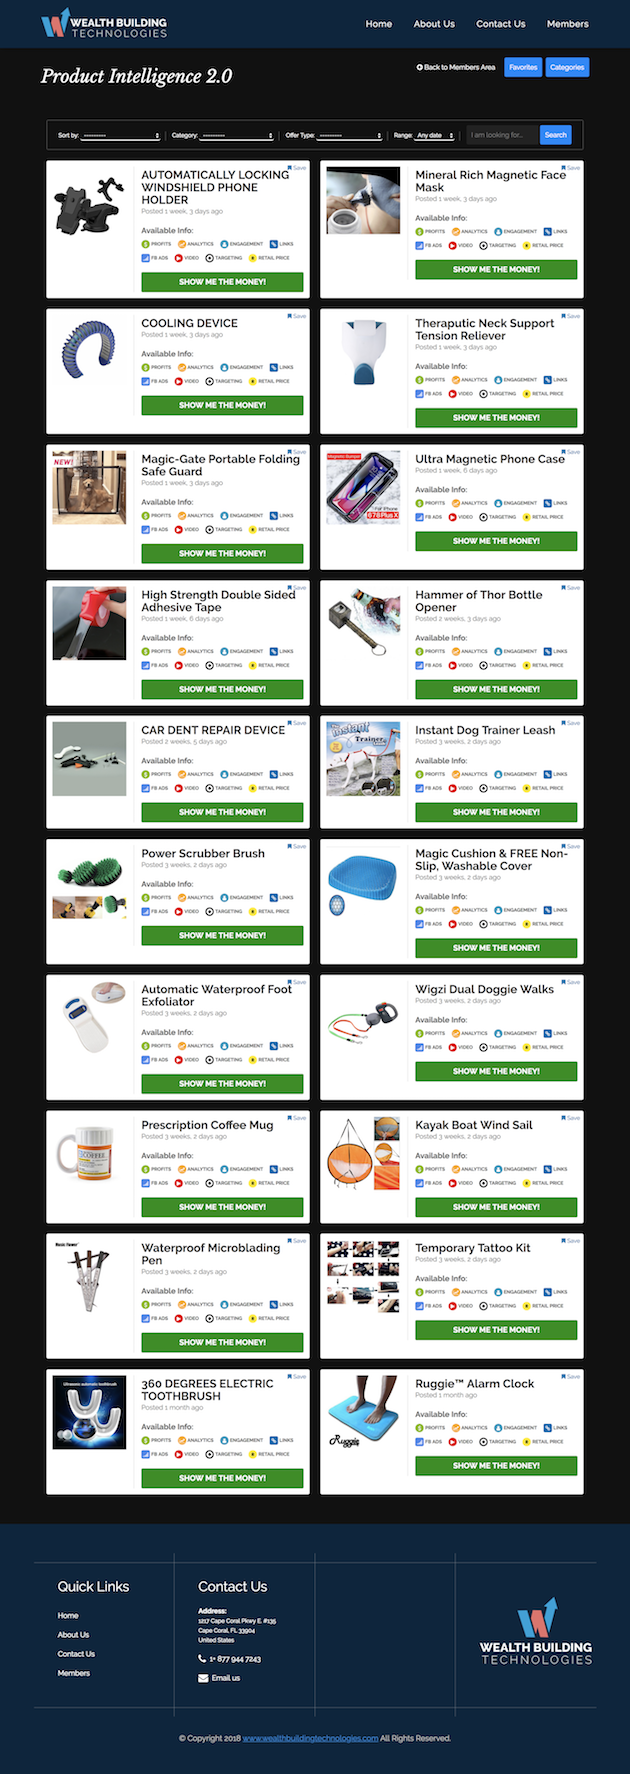 WEALTH BUILDING
TECHNOLOGIES
Home
About Us
Contact Us
Members
Product Intelligence 2.0
Back to Members Area
Favorites
Categories
Sort by: ----------
Category: ----------
Offer Type: ----------
Range: Any date
I am looking for...
Search
Save
AUTOMATICALLY LOCKING
WINDSHIELD PHONE
HOLDER
Posted 1 week, 3 days ago
Available Info:
PROFITS ANALYTICS ENGAGEMENT LINKS
FB ADS VIDEO TARGETING RETAIL PRICE
SHOW ME THE MONEY!
Save
Mineral Rich Magnetic Face
Mask
Posted 1 week, 3 days ago
Available Info:
PROFITS ANALYTICS ENGAGEMENT LINKS
FB ADS VIDEO TARGETING RETAIL PRICE
SHOW ME THE MONEY!
Save
COOLING DEVICE
Posted 1 week, 3 days ago
Available Info:
PROFITS ANALYTICS ENGAGEMENT LINKS
FB ADS VIDEO TARGETING RETAIL PRICE
SHOW ME THE MONEY!
Save
Theraputic Neck Support
Tension Reliever
Posted 1 week, 3 days ago
Available Info:
PROFITS ANALYTICS ENGAGEMENT LINKS
FB ADS VIDEO TARGETING RETAIL PRICE
SHOW ME THE MONEY!
NEW!
Save
Magic-Gate Portable Folding
Safe Guard
Posted 1 week, 3 days ago
Available Info:
PROFITS ANALYTICS ENGAGEMENT LINKS
FB ADS VIDEO TARGETING RETAIL PRICE
SHOW ME THE MONEY!
Magnetic Bumper
For iPhone
8 7/8 Plus X
Save
Ultra Magnetic Phone Case
Posted 1 week, 6 days ago
Available Info:
PROFITS ANALYTICS ENGAGEMENT LINKS
FB ADS VIDEO TARGETING RETAIL PRICE
SHOW ME THE MONEY!
Save
High Strength Double Sided
Adhesive Tape
Posted 1 week, 6 days ago
Available Info:
PROFITS ANALYTICS ENGAGEMENT LINKS
FB ADS VIDEO TARGETING RETAIL PRICE
SHOW ME THE MONEY!
Save
Hammer of Thor Bottle
Opener
Posted 2 weeks, 3 days ago
Available Info:
PROFITS ANALYTICS ENGAGEMENT LINKS
FB ADS VIDEO TARGETING RETAIL PRICE
SHOW ME THE MONEY!
Save
CAR DENT REPAIR DEVICE
Posted 2 weeks, 5 days ago
Available Info:
PROFITS ANALYTICS ENGAGEMENT LINKS
FB ADS VIDEO TARGETING RETAIL PRICE
SHOW ME THE MONEY!
Instant
Trainer
Save
Instant Dog Trainer Leash
Posted 3 weeks, 2 days ago
Available Info:
PROFITS ANALYTICS ENGAGEMENT LINKS
FB ADS VIDEO TARGETING RETAIL PRICE
SHOW ME THE MONEY!
Save
Power Scrubber Brush
Posted 3 weeks, 2 days ago
Available Info:
PROFITS ANALYTICS ENGAGEMENT LINKS
FB ADS VIDEO TARGETING RETAIL PRICE
SHOW ME THE MONEY!
Save
Magic Cushion & FREE Non-
Slip, Washable Cover
Posted 3 weeks, 2 days ago
Available Info:
PROFITS ANALYTICS ENGAGEMENT LINKS
FB ADS VIDEO TARGETING RETAIL PRICE
SHOW ME THE MONEY!
Save
Automatic Waterproof Foot
Exfoliator
Posted 3 weeks, 2 days ago
Available Info:
PROFITS ANALYTICS ENGAGEMENT LINKS
FB ADS VIDEO TARGETING RETAIL PRICE
SHOW ME THE MONEY!
Save
Wigzi Dual Doggie Walks
Posted 3 weeks, 2 days ago
Available Info:
PROFITS ANALYTICS ENGAGEMENT LINKS
FB ADS VIDEO TARGETING RETAIL PRICE
SHOW ME THE MONEY!
COFFEE
Save
Prescription Coffee Mug
Posted 3 weeks, 2 days ago
Available Info:
PROFITS ANALYTICS ENGAGEMENT LINKS
FB ADS VIDEO TARGETING RETAIL PRICE
SHOW ME THE MONEY!
Save
Kayak Boat Wind Sail
Posted 3 weeks, 2 days ago
Available Info:
PROFITS ANALYTICS ENGAGEMENT LINKS
FB ADS VIDEO TARGETING RETAIL PRICE
SHOW ME THE MONEY!
Music Flower
Save
Waterproof Microblading
Pen
Posted 3 weeks, 2 days ago
Available Info:
PROFITS ANALYTICS ENGAGEMENT LINKS
FB ADS VIDEO TARGETING RETAIL PRICE
SHOW ME THE MONEY!
Save
Temporary Tattoo Kit
Posted 3 weeks, 2 days ago
Available Info:
PROFITS ANALYTICS ENGAGEMENT LINKS
FB ADS VIDEO TARGETING RETAIL PRICE
SHOW ME THE MONEY!
Ultrasonic automatic toothbrush
Save
360 DEGREES ELECTRIC
TOOTHBRUSH
Posted 1 month ago
Available Info:
PROFITS ANALYTICS ENGAGEMENT LINKS
FB ADS VIDEO TARGETING RETAIL PRICE
SHOW ME THE MONEY!
Ruggie
Save
Ruggie™ Alarm Clock
Posted 1 month ago
Available Info:
PROFITS ANALYTICS ENGAGEMENT LINKS
FB ADS VIDEO TARGETING RETAIL PRICE
SHOW ME THE MONEY!
Quick Links
Home
About Us
Contact Us
Members
Contact Us
Address:
1217 Cape Coral Pkwy E. #135
Cape Coral, FL 33904
United States
1+ 877 944 7243
Email us
WEALTH BUILDING
TECHNOLOGIES
© Copyright 2018 www.wealthbuildingtechnologies.com All Rights Reserved.